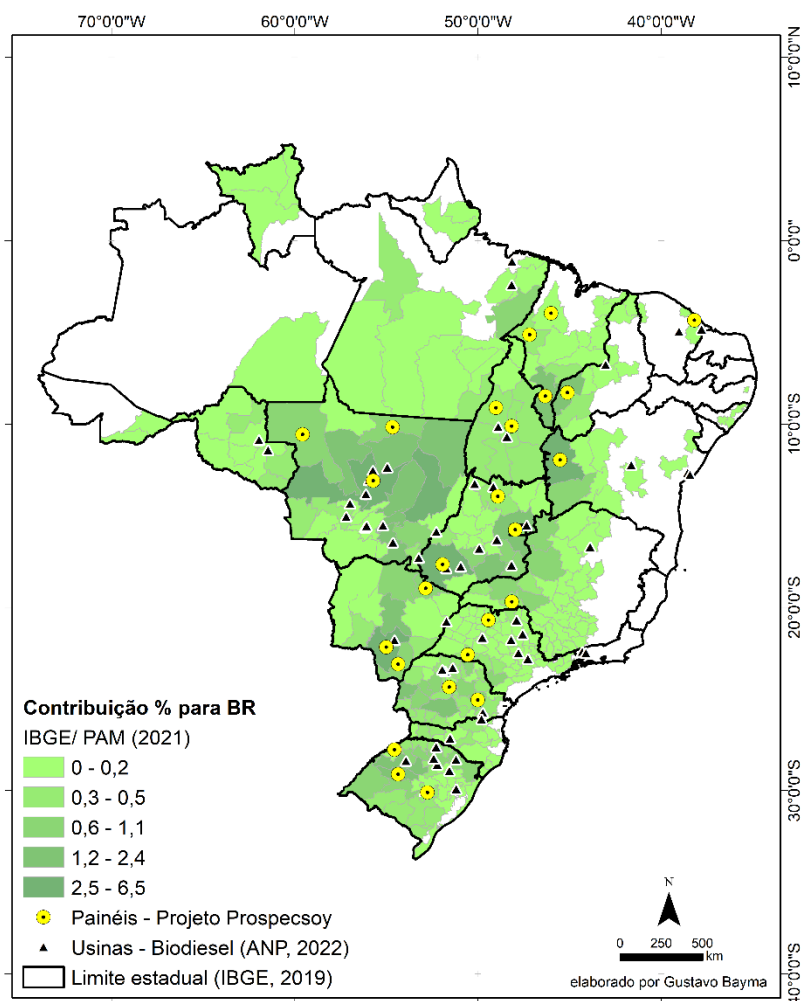 70°0'0"W 60°0'0"W 50°0'0"W 40°0'0"W
10°0'0"N
0°0'0"
10°0'0"S
20°0'0"S
30°0'0"S
40°0'0"S
Contribuição % para BR
IBGE/ PAM (2021)
0 - 0,2
0,3 - 0,5
0,6 - 1,1
1,2 - 2,4
2,5 - 6,5
Painéis - Projeto Prospecsoy
Usinas - Biodiesel (ANP, 2022)
Limite estadual (IBGE, 2019)
N
0 250 500
km
elaborado por Gustavo Bayma